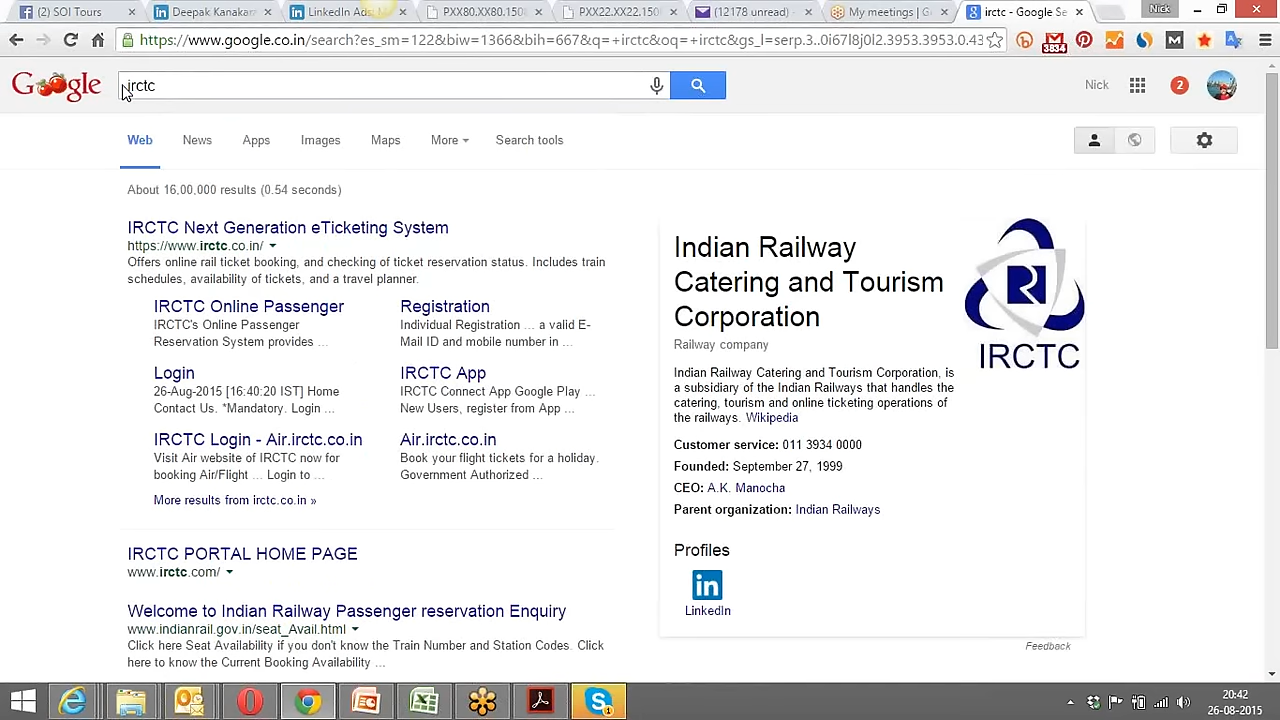 (2) SOI Tours
Deepak Kanakar
LinkedIn Ads:
PXX80.XX80.150
PXX22.XX22.150
(12178 unread) -
My meetings | G
irctc - Google Se
Nick
https://www.google.co.in/search?es_sm=122&biw=1366&bih=667&q=+irctc&oq=+irctc&gs_l=serp.3..0i67l8j0l2.3953.3953.0.43
3834
Google
irctc
Nick
2
Web
News
Apps
Images
Maps
More
Search tools
About 16,00,000 results (0.54 seconds)
IRCTC Next Generation eTicketing System
https://www.irctc.co.in/
Offers online rail ticket booking, and checking of ticket reservation status. Includes train
schedules, availability of tickets, and a travel planner.
IRCTC Online Passenger
IRCTC's Online Passenger
Reservation System provides ...
Registration
Individual Registration ... a valid E-
Mail ID and mobile number in ...
Login
26-Aug-2015 [16:40:20 IST] Home
Contact Us. *Mandatory. Login ...
IRCTC App
IRCTC Connect App Google Play ...
New Users, register from App ...
IRCTC Login - Air.irctc.co.in
Visit Air website of IRCTC now for
booking Air/Flight ... Login to ...
Air.irctc.co.in
Book your flight tickets for a holiday.
Government Authorized ...
More results from irctc.co.in »
IRCTC PORTAL HOME PAGE
www.irctc.com/
Welcome to Indian Railway Passenger reservation Enquiry
www.indianrail.gov.in/seat_Avail.html
Click here Seat Availability if you don't know the Train Number and Station Codes. Click
here to know the Current Booking Availability ...
Indian Railway
Catering and Tourism
Corporation
Railway company
IRCTC
Indian Railway Catering and Tourism Corporation, is
a subsidiary of the Indian Railways that handles the
catering, tourism and online ticketing operations of
the railways. Wikipedia
Customer service: 011 3934 0000
Founded: September 27, 1999
CEO: A.K. Manocha
Parent organization: Indian Railways
Profiles
in
LinkedIn
Feedback
20:42
26-08-2015